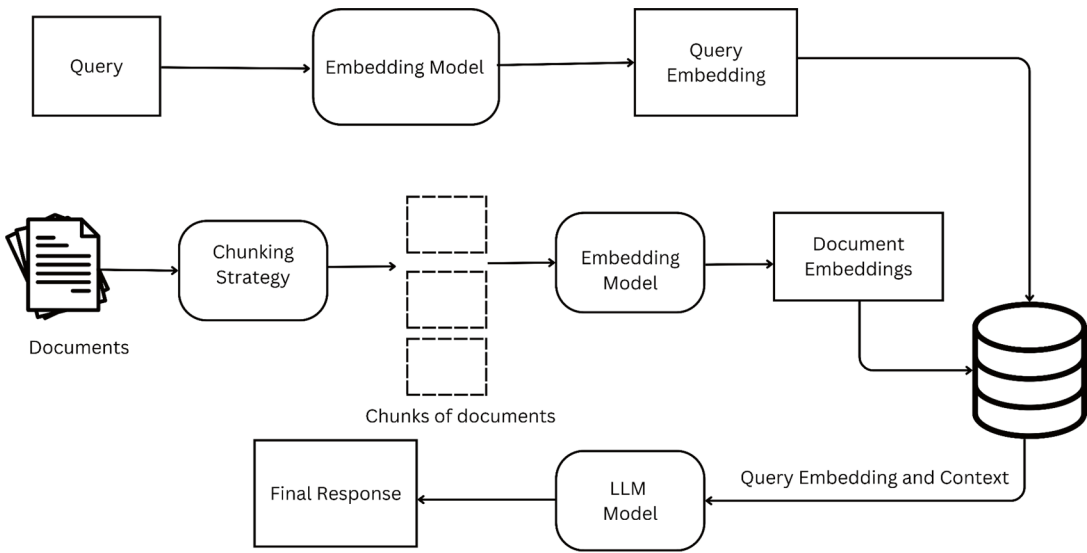 Query
Embedding Model
Query
Embedding
Chunking
Strategy
Embedding
Model
Document
Embeddings
Documents
Chunks of documents
Final Response
LLM
Model
Query Embedding and Context